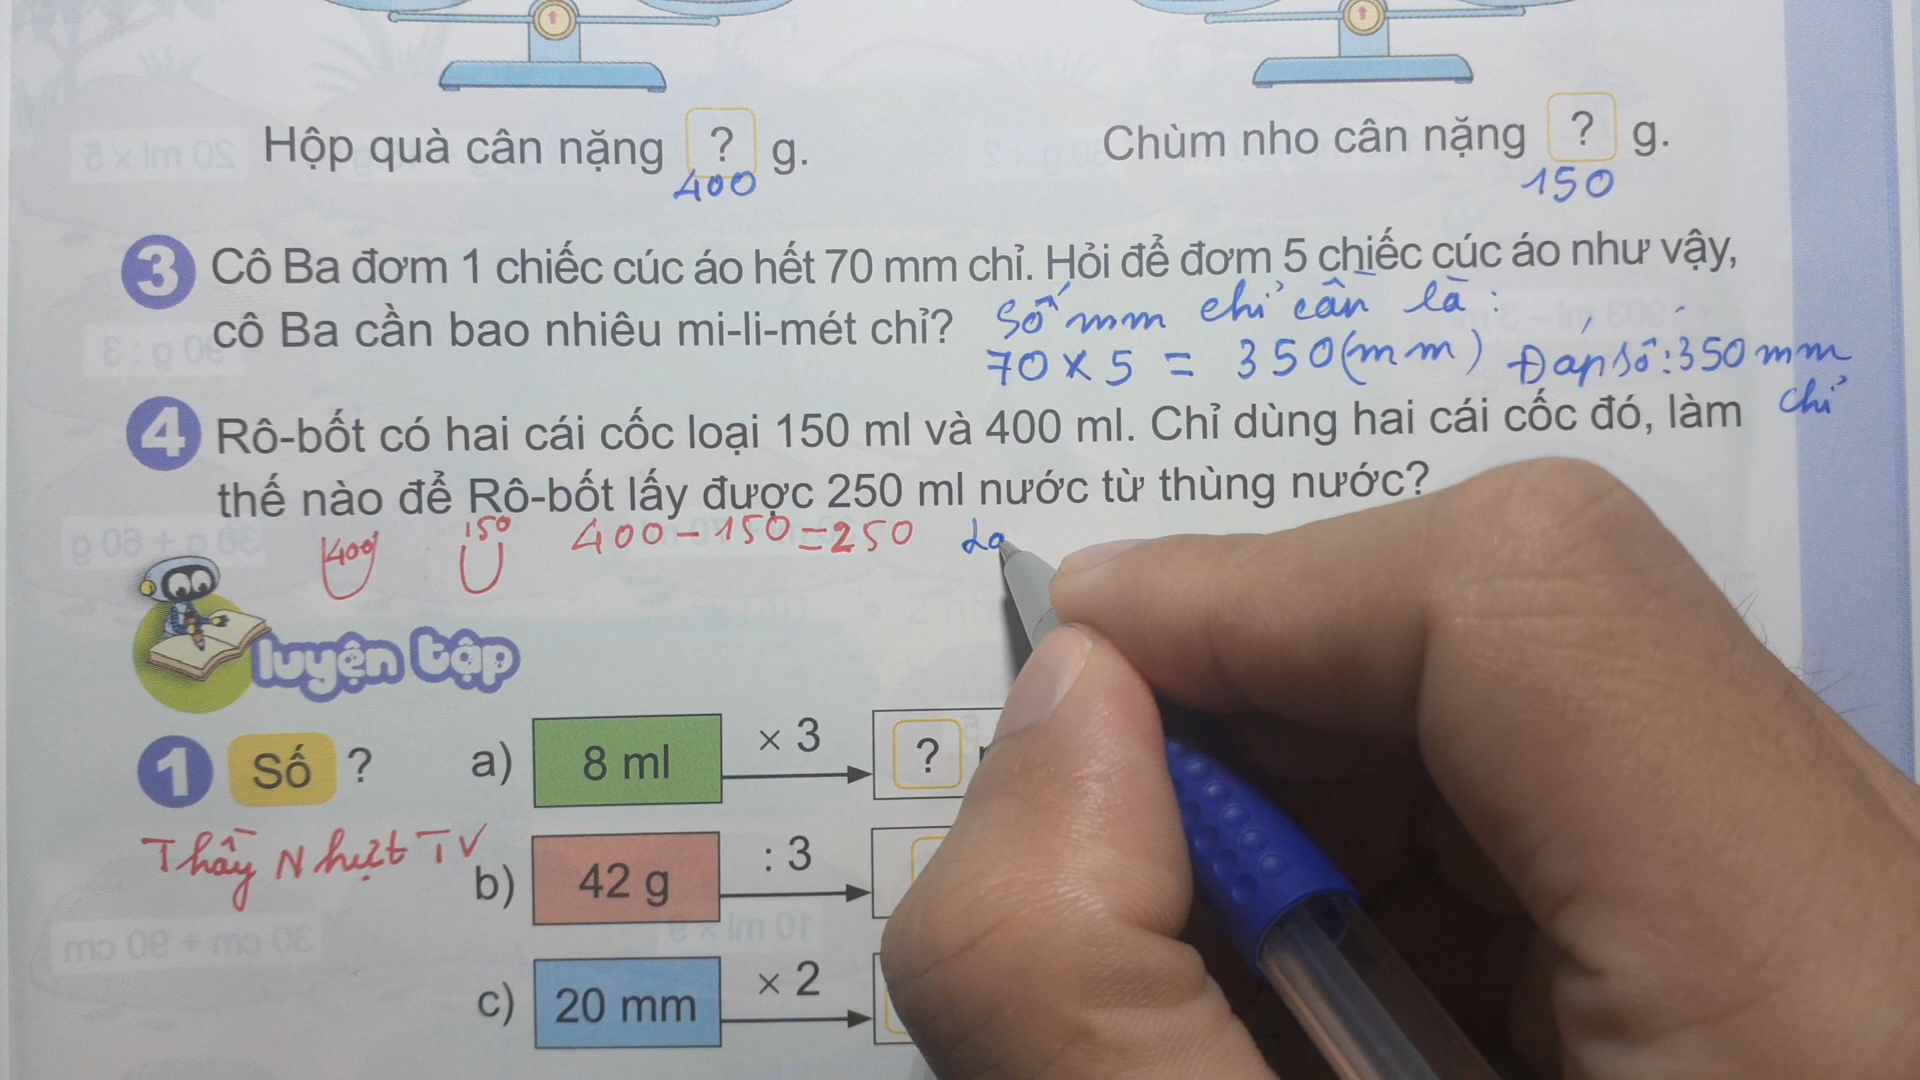 Hộp quà cân nặng ? g.
400
Chùm nho cân nặng ? g.
150
3 Cô Ba đơm 1 chiếc cúc áo hết 70 mm chỉ. Hỏi để đơm 5 chiếc cúc áo như vậy,
cô Ba cần bao nhiêu mi-li-mét chỉ?
Số mm chỉ cần là:
70 x 5 = 350(mm) Đáp số: 350 mm
chỉ
4 Rô-bốt có hai cái cốc loại 150 ml và 400 ml. Chỉ dùng hai cái cốc đó, làm
thế nào để Rô-bốt lấy được 250 ml nước từ thùng nước?
400 150 400 - 150 = 250
luyện tập
1 Số ? a) 8 ml × 3 ?
Thầy Nhựt TV
b) 42 g : 3
c) 20 mm × 2